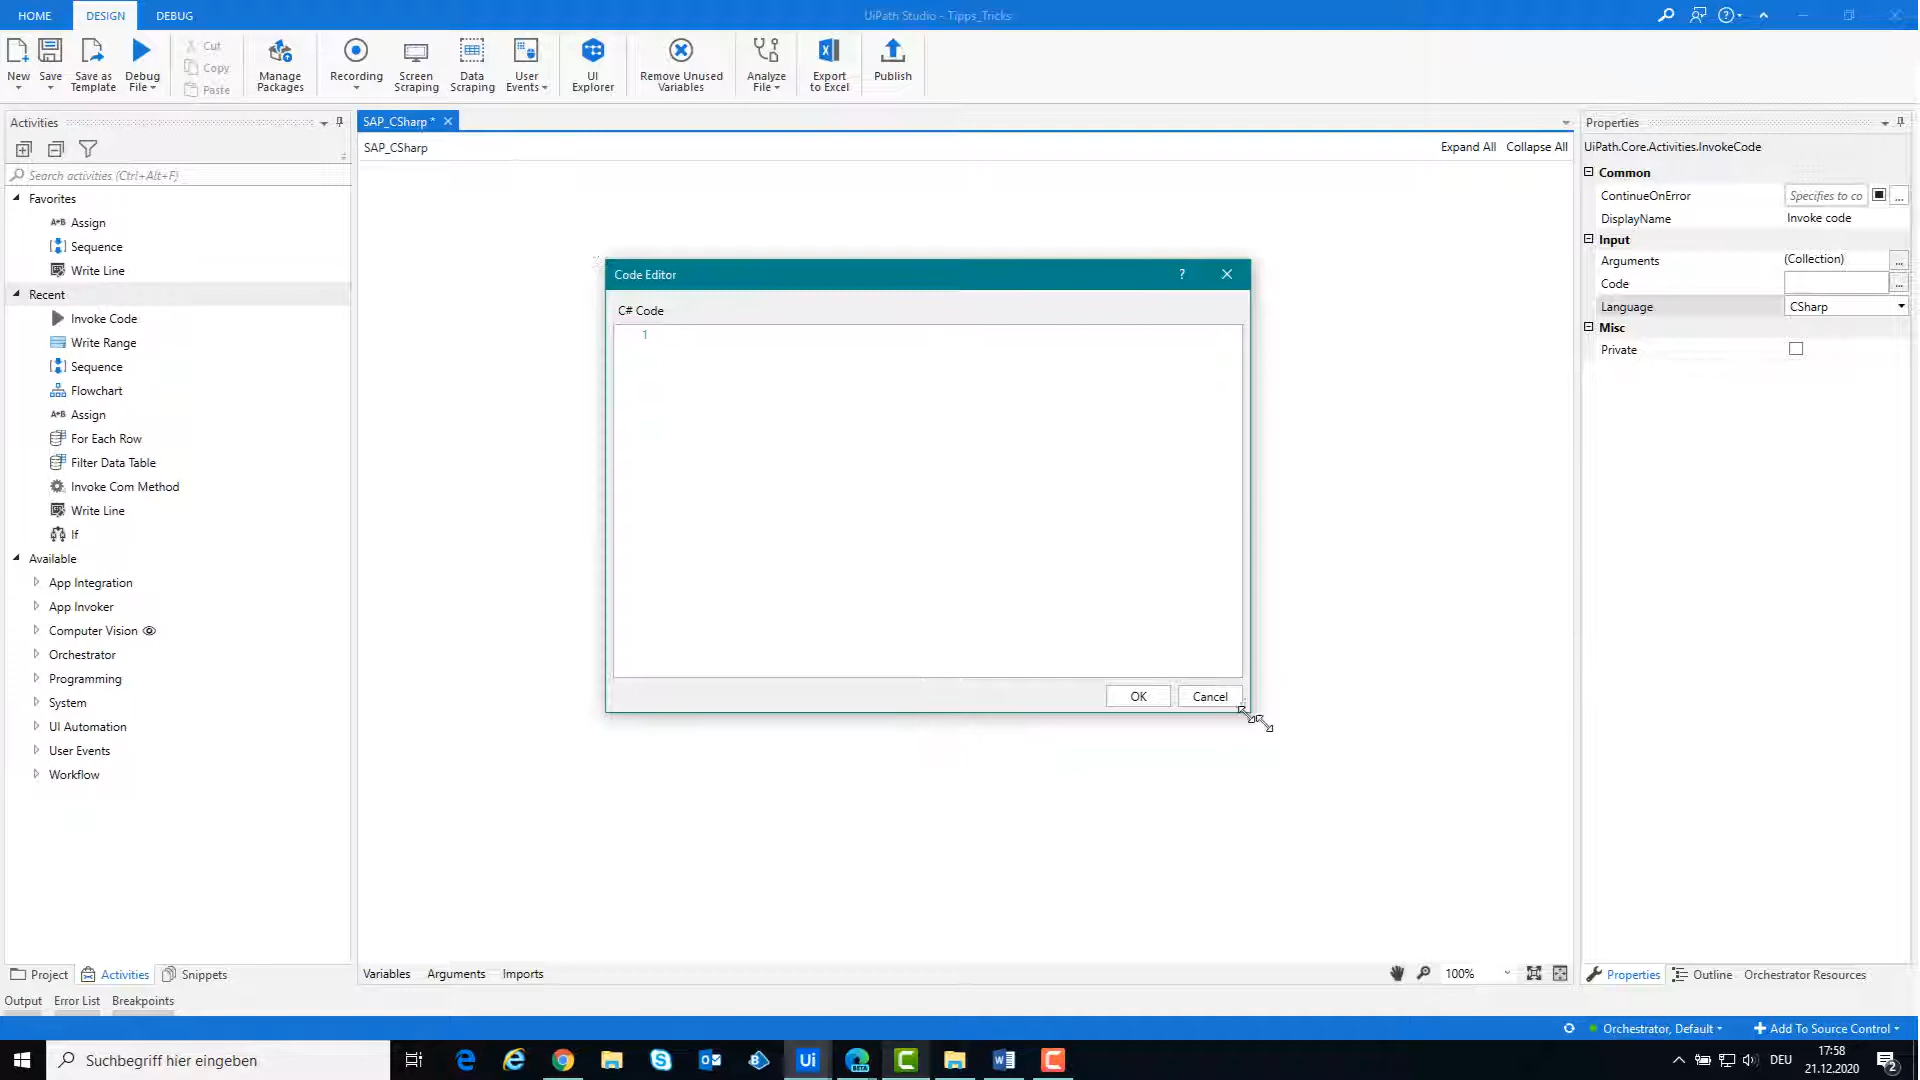 HOME DESIGN DEBUG UiPath Studio - Tipps_Tricks
New Save Save as Template Debug File Cut Copy Paste Manage Packages Recording Screen Scraping Data Scraping User Events UI Explorer Remove Unused Variables Analyze File Export to Excel Publish
Activities
Search activities (Ctrl+Alt+F)
Favorites
Assign
Sequence
Write Line
Recent
Invoke Code
Write Range
Sequence
Flowchart
Assign
For Each Row
Filter Data Table
Invoke Com Method
Write Line
If
Available
App Integration
App Invoker
Computer Vision
Orchestrator
Programming
System
UI Automation
User Events
Workflow
Project Activities Snippets
SAP_CSharp *
SAP_CSharp Expand All Collapse All
Code Editor ?
C# Code
1
OK Cancel
Variables Arguments Imports 100%
Properties
UiPath.Core.Activities.InvokeCode
Common
ContinueOnError Specifies to co ...
DisplayName Invoke code
Input
Arguments (Collection) ...
Code ...
Language CSharp
Misc
Private
Properties Outline Orchestrator Resources
Output Error List Breakpoints
Orchestrator, Default Add To Source Control
Suchbegriff hier eingeben
Ui
BETA
DEU
17:58
21.12.2020
2